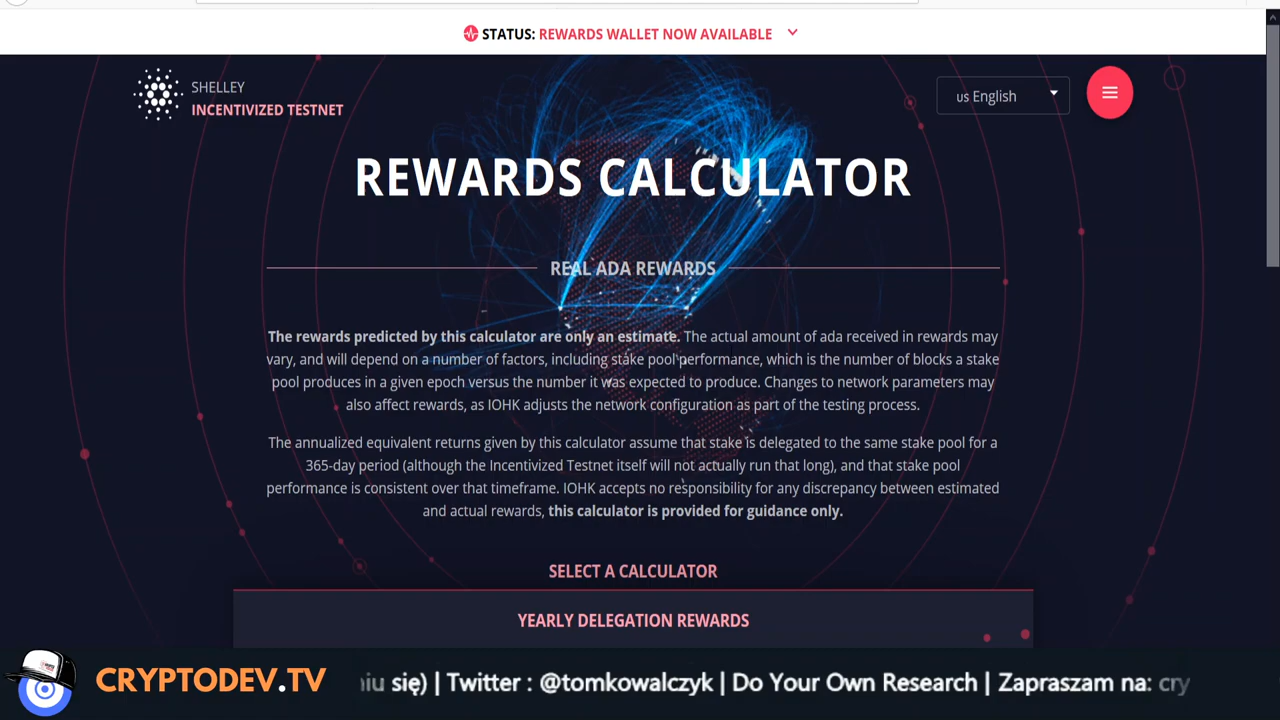 STATUS: REWARDS WALLET NOW AVAILABLE
SHELLEY
INCENTIVIZED TESTNET
us English
REWARDS CALCULATOR
REAL ADA REWARDS
The rewards predicted by this calculator are only an estimate. The actual amount of ada received in rewards may
vary, and will depend on a number of factors, including stake pool performance, which is the number of blocks a stake
pool produces in a given epoch versus the number it was expected to produce. Changes to network parameters may
also affect rewards, as IOHK adjusts the network configuration as part of the testing process.
The annualized equivalent returns given by this calculator assume that stake is delegated to the same stake pool for a
365-day period (although the Incentivized Testnet itself will not actually run that long), and that stake pool
performance is consistent over that timeframe. IOHK accepts no responsibility for any discrepancy between estimated
and actual rewards, this calculator is provided for guidance only.
SELECT A CALCULATOR
YEARLY DELEGATION REWARDS
CRYPTODEV.TV
się) | Twitter : @tomkowalczyk | Do Your Own Research | Zapraszam na: cry